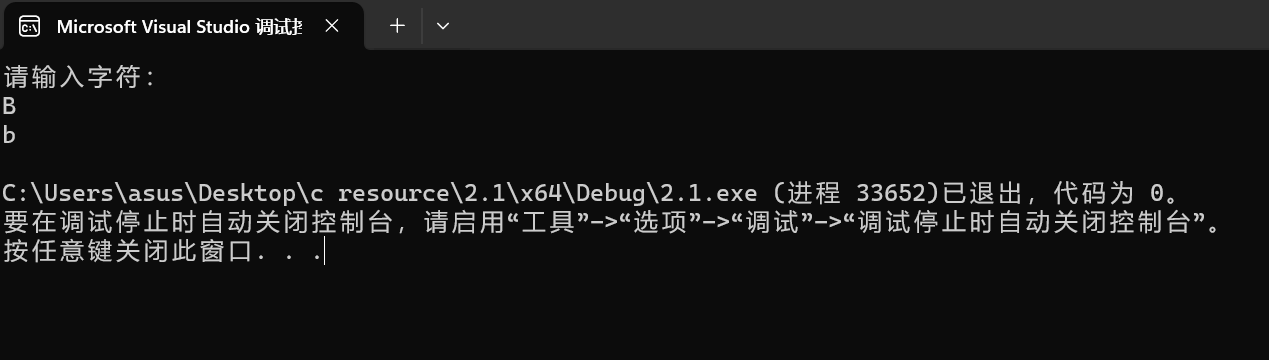 Microsoft Visual Studio 调试
请输入字符：
B
b
C:\Users\asus\Desktop\c resource\2.1\x64\Debug\2.1.exe (进程 33652)已退出，代码为 0。
要在调试停止时自动关闭控制台，请启用“工具”->“选项”->“调试”->“调试停止时自动关闭控制台”。
按任意键关闭此窗口. . .